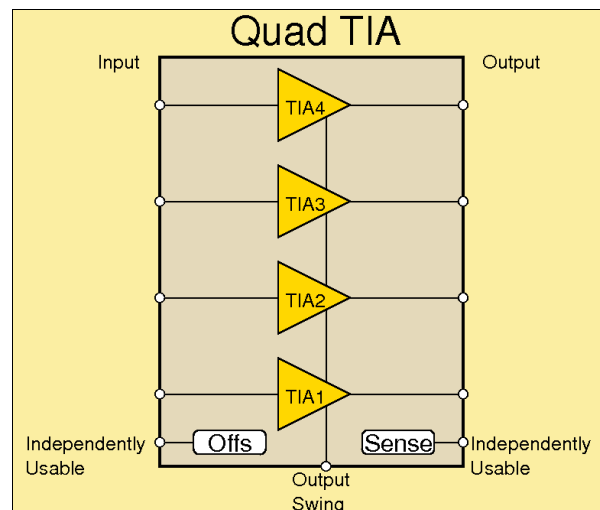 Quad TIA
Input
Output
TIA4
TIA3
TIA2
TIA1
Independently
Usable
Offs
Sense
Independently
Usable
Output
Swing